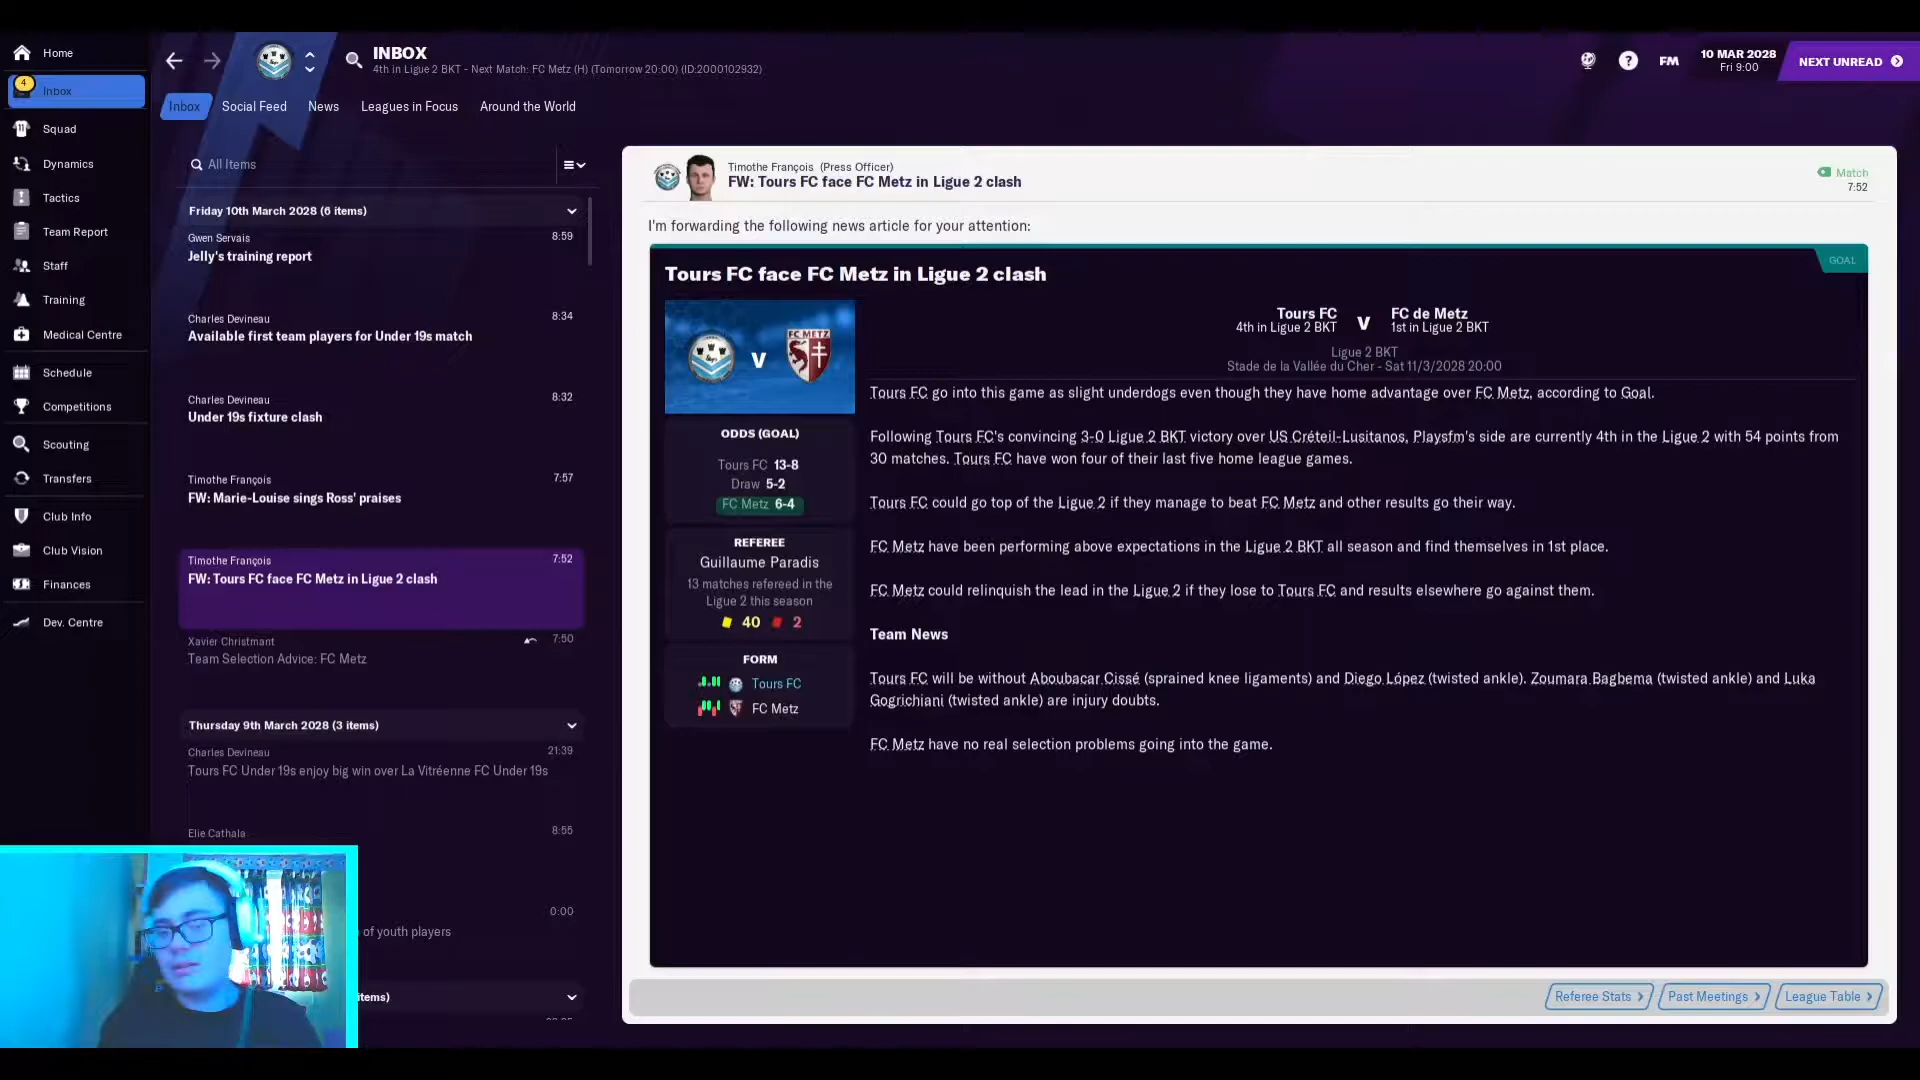 Home
4
Inbox
Squad
Dynamics
Tactics
Team Report
Staff
Training
Medical Centre
Schedule
Competitions
Scouting
Transfers
Club Info
Club Vision
Finances
Dev. Centre
INBOX
4th in Ligue 2 BKT - Next Match: FC Metz (H) (Tomorrow 20:00) (ID:2000102932)
?
FM
10 MAR 2028
Fri 9:00
NEXT UNREAD
Inbox Social Feed News Leagues in Focus Around the World
All Items
Friday 10th March 2028 (6 items)
Gwen Servais 8:59
Jelly's training report
Charles Devineau 8:34
Available first team players for Under 19s match
Charles Devineau 8:32
Under 19s fixture clash
Timothe François 7:57
FW: Marie-Louise sings Ross' praises
Timothe François 7:52
FW: Tours FC face FC Metz in Ligue 2 clash
Xavier Christmant 7:50
Team Selection Advice: FC Metz
Thursday 9th March 2028 (3 items)
Charles Devineau 21:39
Tours FC Under 19s enjoy big win over La Vitréenne FC Under 19s
Elie Cathala 8:55
0:00
of youth players
items)
Timothe François (Press Officer)
FW: Tours FC face FC Metz in Ligue 2 clash
Match
7:52
I'm forwarding the following news article for your attention:
Tours FC face FC Metz in Ligue 2 clash
GOAL
FC METZ
V
ODDS (GOAL)
Tours FC 13-8
Draw 5-2
FC Metz 6-4
REFEREE
Guillaume Paradis
13 matches refereed in the
Ligue 2 this season
40 2
FORM
Tours FC
FC Metz
Tours FC V FC de Metz
4th in Ligue 2 BKT 1st in Ligue 2 BKT
Ligue 2 BKT
Stade de la Vallée du Cher - Sat 11/3/2028 20:00
Tours FC go into this game as slight underdogs even though they have home advantage over FC Metz, according to Goal.
Following Tours FC's convincing 3-0 Ligue 2 BKT victory over US Créteil-Lusitanos, Playsfm's side are currently 4th in the Ligue 2 with 54 points from
30 matches. Tours FC have won four of their last five home league games.
Tours FC could go top of the Ligue 2 if they manage to beat FC Metz and other results go their way.
FC Metz have been performing above expectations in the Ligue 2 BKT all season and find themselves in 1st place.
FC Metz could relinquish the lead in the Ligue 2 if they lose to Tours FC and results elsewhere go against them.
Team News
Tours FC will be without Aboubacar Cissé (sprained knee ligaments) and Diego López (twisted ankle). Zoumara Bagbema (twisted ankle) and Luka
Gogrichiani (twisted ankle) are injury doubts.
FC Metz have no real selection problems going into the game.
Referee Stats Past Meetings League Table